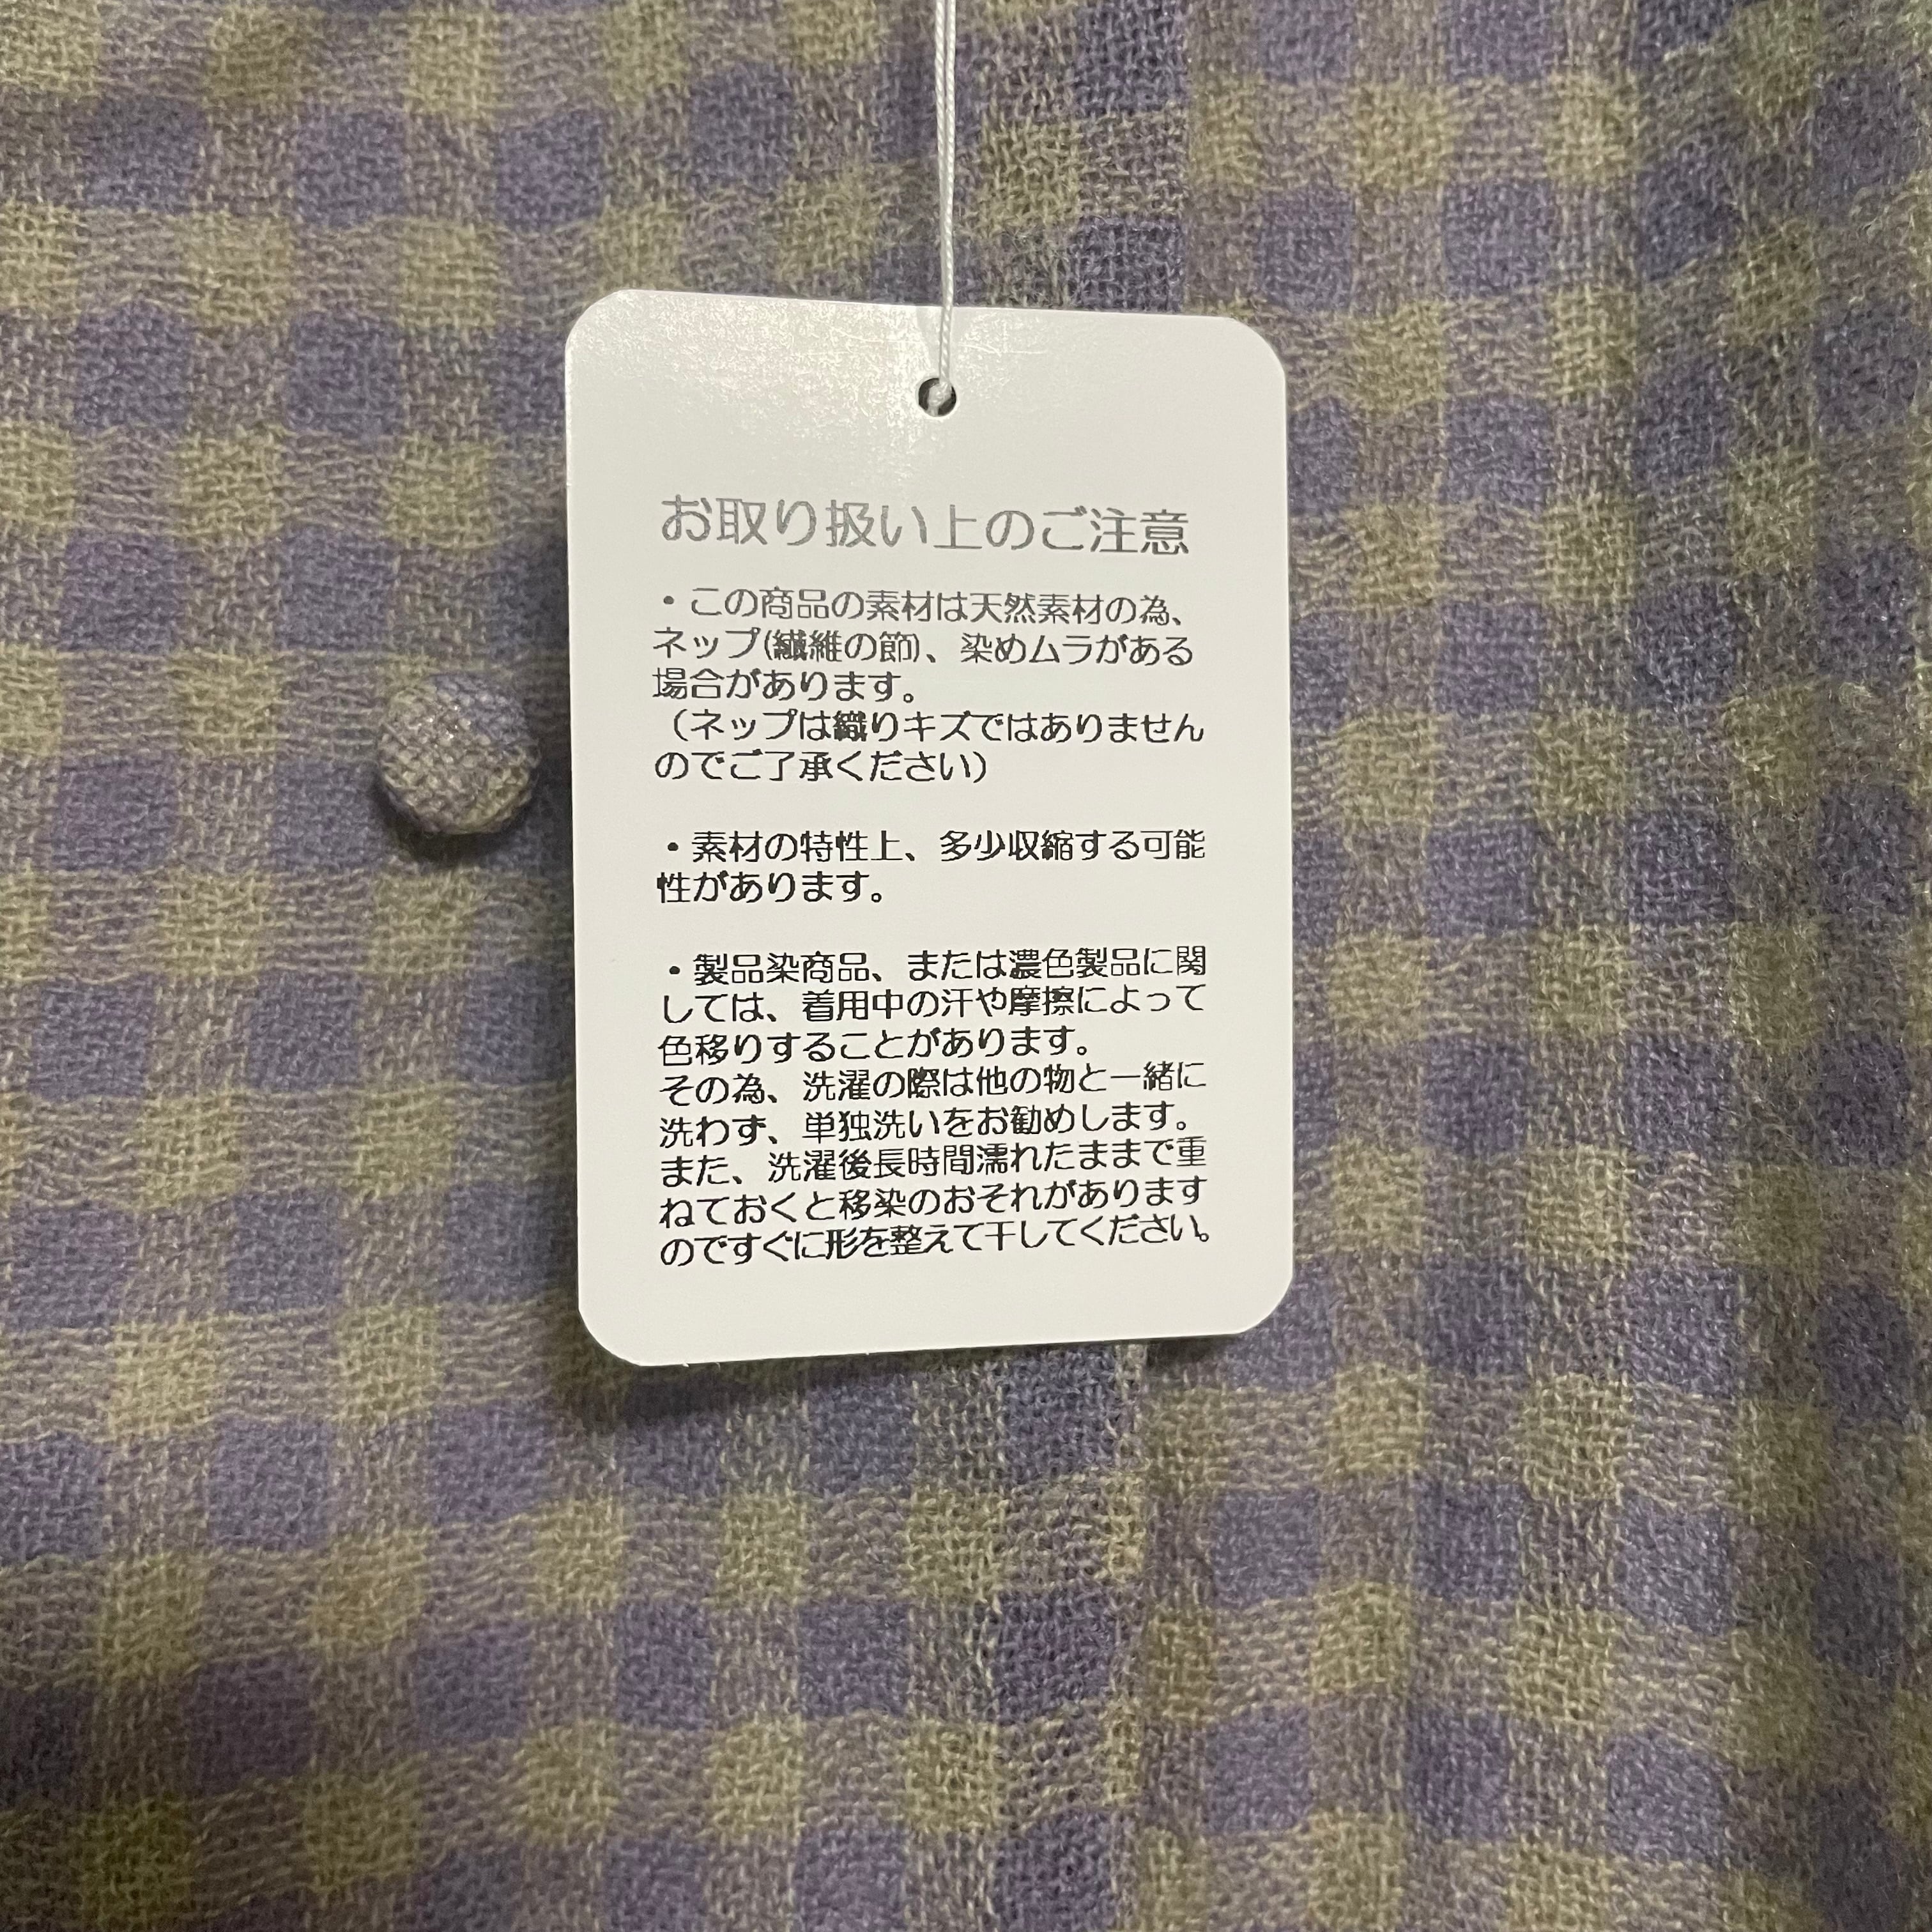 お取り扱い上のご注意
・この商品の素材は天然素材の為、
ネップ(繊維の節)、染めムラがある
場合があります。
（ネップは織りキズではありません
のでご了承ください）
・素材の特性上、多少収縮する可能
性があります。
・製品染商品、または濃色製品に関
しては、着用中の汗や摩擦によって
色移りすることがあります。
その為、洗濯の際は他の物と一緒に
洗わず、単独洗いをお勧めします。
また、洗濯後長時間濡れたままで重
ねておくと移染のおそれがあります
のですぐに形を整えて干してください。